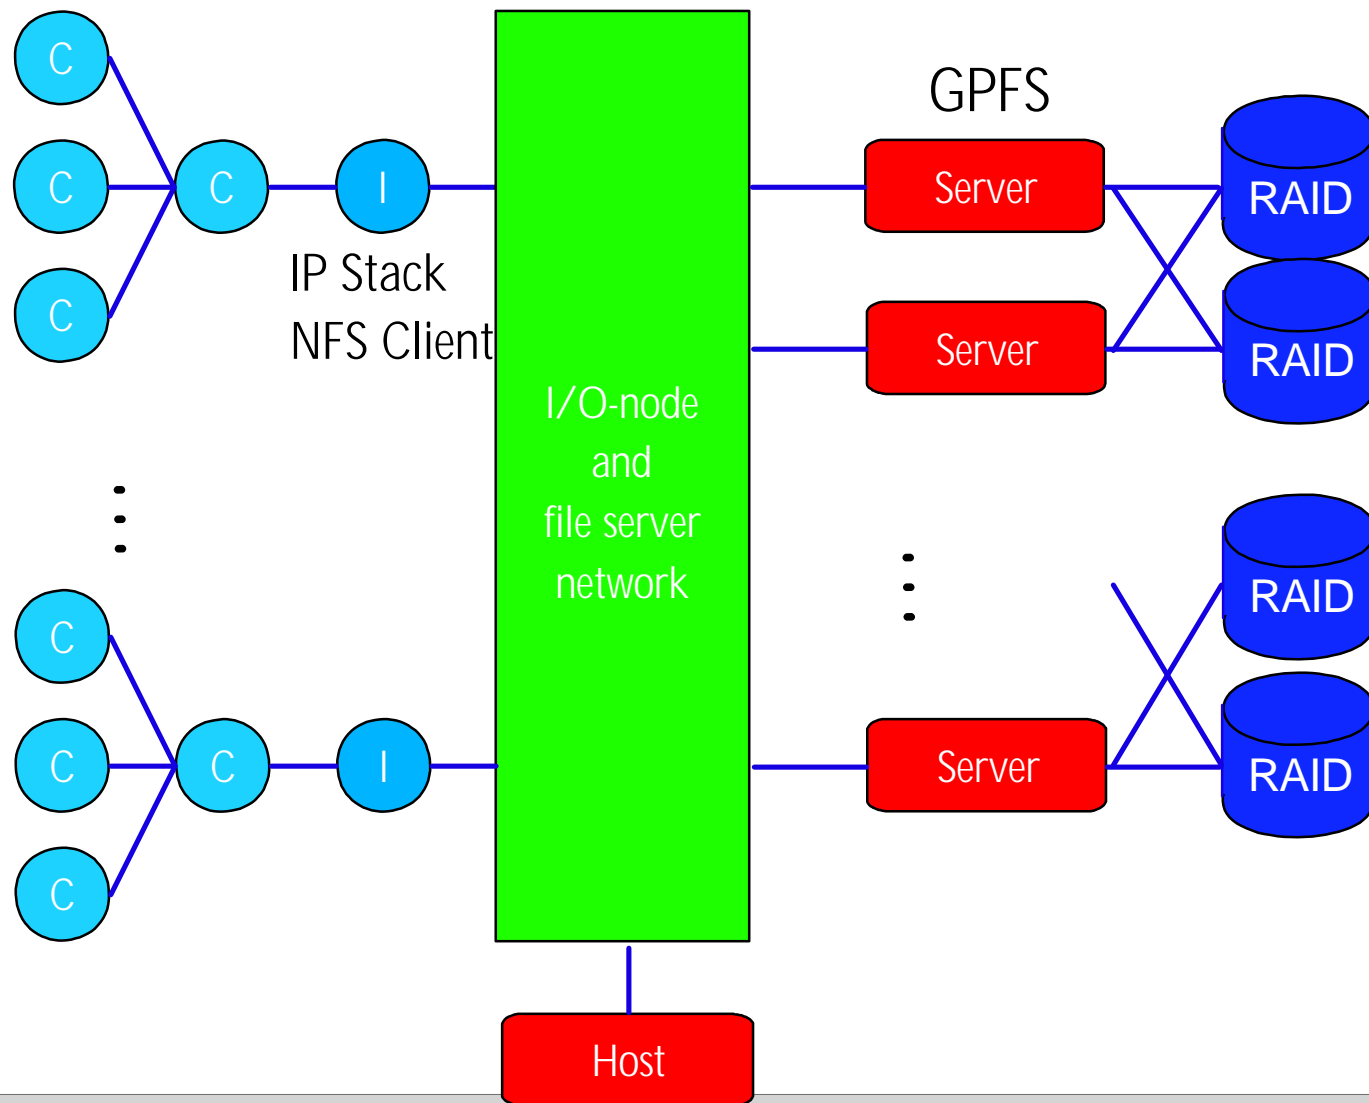 C
GPFS
C
C
I
Server
RAID
IP Stack
NFS Client
C
Server
RAID
I/O-node
and
file server
network
C
RAID
C
C
I
Server
RAID
C
Host